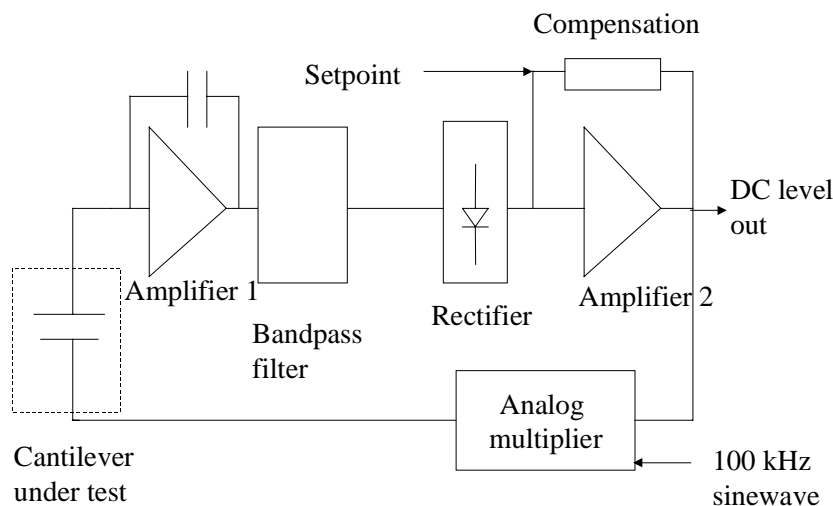 Compensation
Setpoint
DC level
out
Amplifier 1
Amplifier 2
Rectifier
Bandpass
filter
Analog
multiplier
Cantilever
under test
100 kHz
sinewave